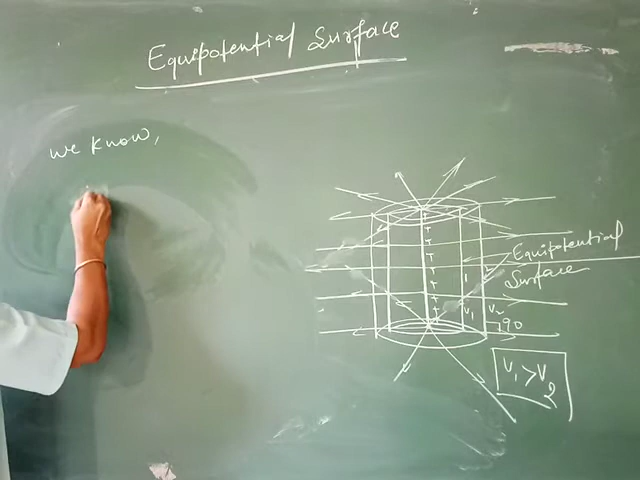 Equipotential Surface
we know,
Equipotential
Surface
V₁ V₂
90
V₁ > V₂